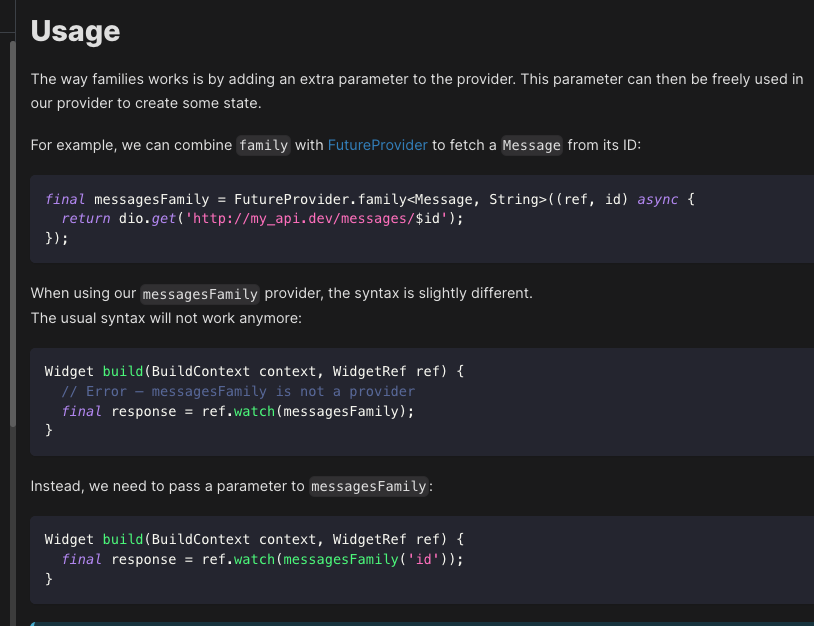 Usage
The way families works is by adding an extra parameter to the provider. This parameter can then be freely used in
our provider to create some state.
For example, we can combine family with FutureProvider to fetch a Message from its ID:
final messagesFamily = FutureProvider.family<Message, String>((ref, id) async {
  return dio.get('http://my_api.dev/messages/$id');
});
When using our messagesFamily provider, the syntax is slightly different.
The usual syntax will not work anymore:
Widget build(BuildContext context, WidgetRef ref) {
  // Error – messagesFamily is not a provider
  final response = ref.watch(messagesFamily);
}
Instead, we need to pass a parameter to messagesFamily:
Widget build(BuildContext context, WidgetRef ref) {
  final response = ref.watch(messagesFamily('id'));
}